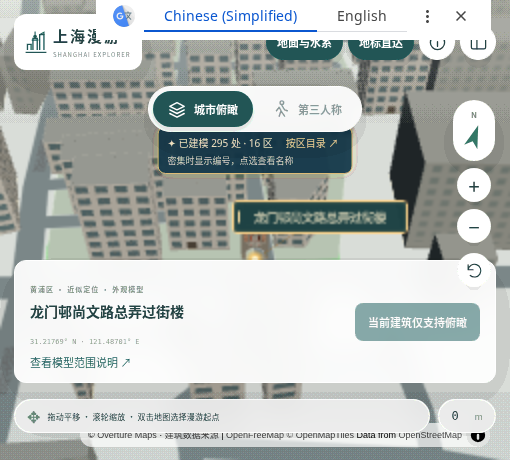 Chinese (Simplified)
English
上海漫游
SHANGHAI EXPLORER
地面与水系
地标直达
城市俯瞰
第三人称
N
✦ 已建模 295 处 · 16 区 按区目录 ↗
密集时显示编号，点选查看名称
龙门邨尚文路总弄过街楼
+
−
黄浦区 · 近似定位 · 外观模型
龙门邨尚文路总弄过街楼
当前建筑仅支持俯瞰
31.21769° N · 121.48701° E
查看模型范围说明 ↗
拖动平移 · 滚轮缩放 · 双击地图选择漫游起点
0 m
© Overture Maps · 建筑数据来源 | OpenFreeMap © OpenMapTiles Data from OpenStreetMap